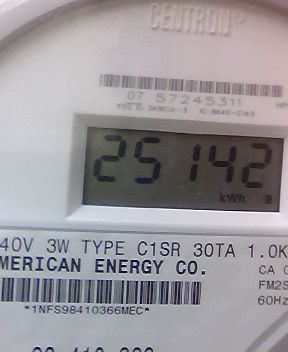 CENTRON®
07 57245311
25142
kWh
40V 3W TYPE C1SR 30TA 1.0K
MERICAN ENERGY CO.
CA
FM2S
60Hz
*1NFS98410366MEC*